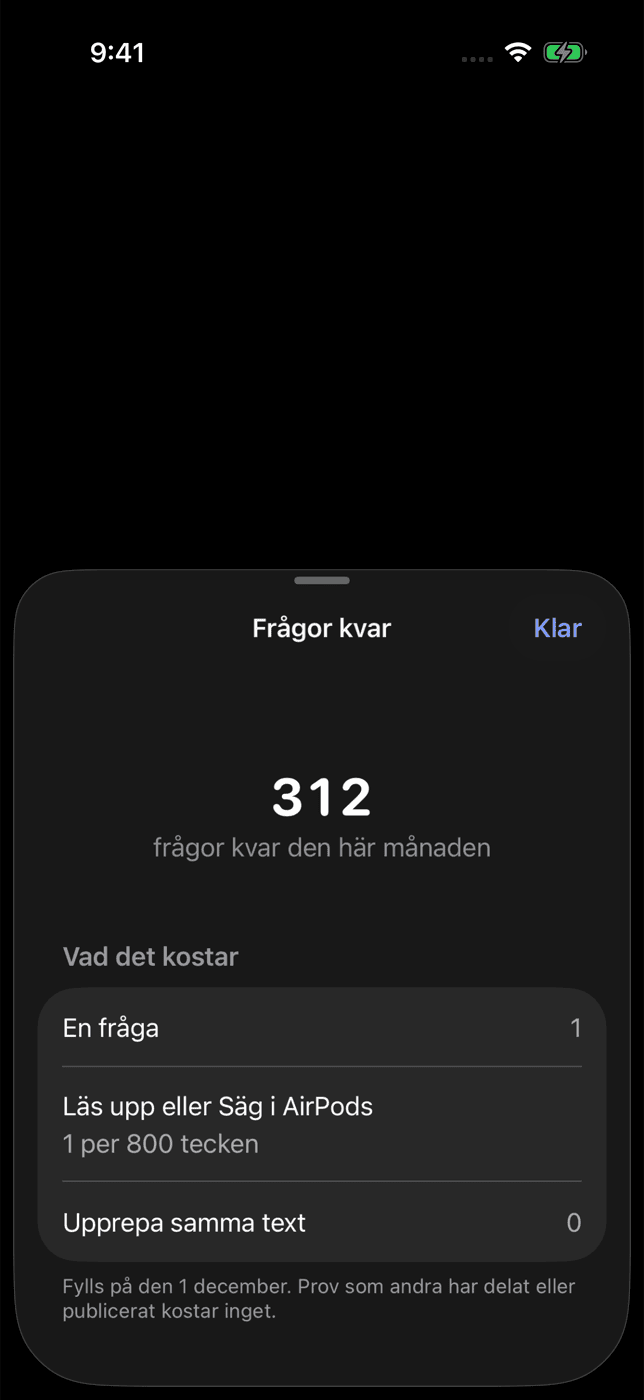 9:41
Frågor kvar
Klar
312
frågor kvar den här månaden
Vad det kostar
En fråga
1
Läs upp eller Säg i AirPods
1 per 800 tecken
Upprepa samma text
0
Fylls på den 1 december. Prov som andra har delat eller
publicerat kostar inget.